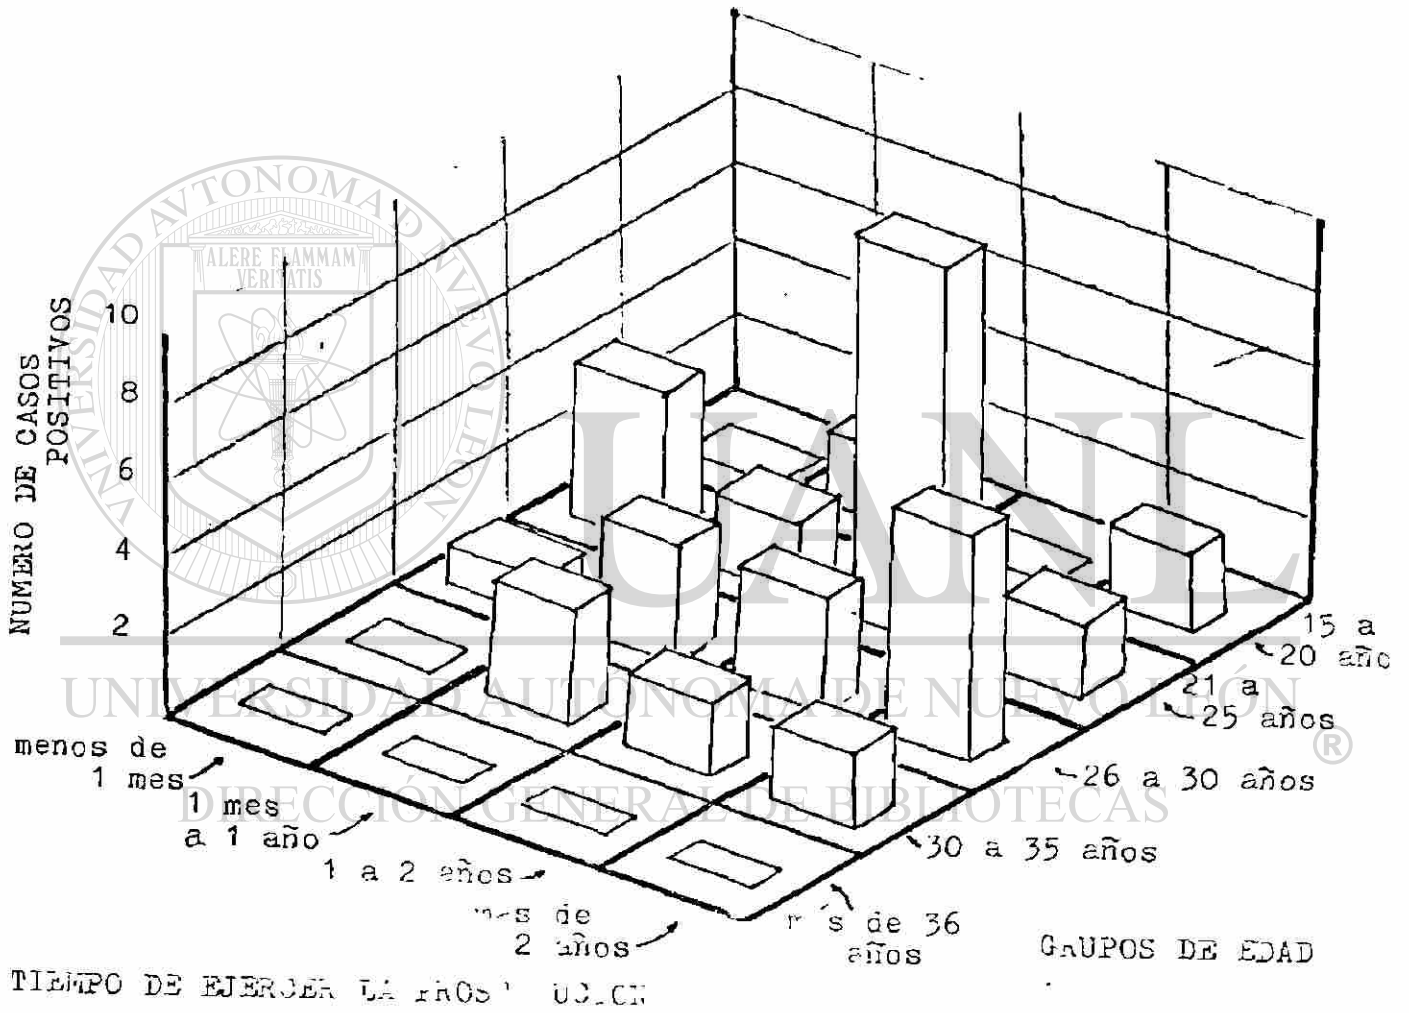 NUMERO DE CASOS
POSITIVOS
10
8
6
4
2
menos de
1 mes
1 mes
a 1 año
1 a 2 años
de
2 años
15 a
20 año
21 a
25 años
26 a 30 años
30 a 35 años
de 36
años
GRUPOS DE EDAD
TIEMPO DE EJERCER LA
UNIVERSIDAD AUTONOMA DE NUEVO LEON
ALERE FLAMMAM
VERITATIS
UANL
UNIVERSIDAD AUTÓNOMA DE NUEVO LEÓN
®
DIRECCIÓN GENERAL DE BIBLIOTECAS